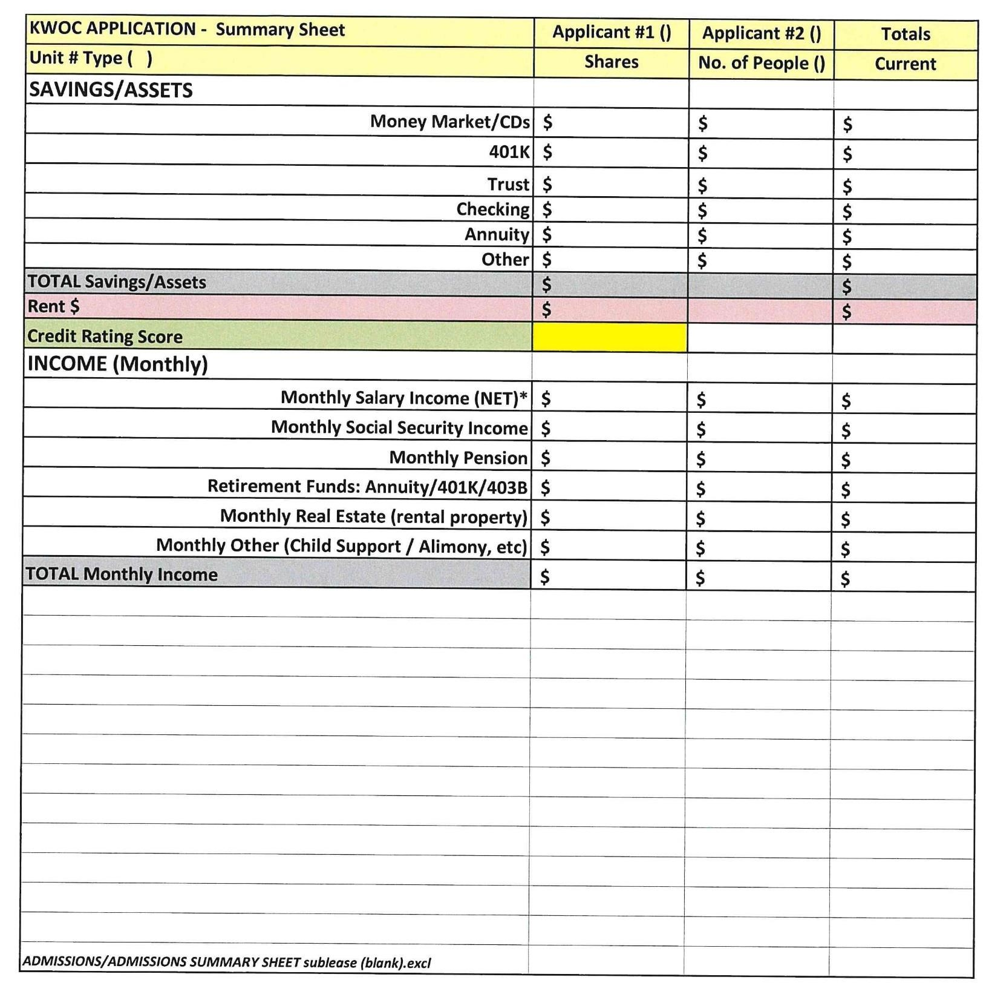 KWOC APPLICATION - Summary Sheet Applicant #1 () Applicant #2 () Totals
Unit # Type ( ) Shares No. of People () Current
SAVINGS/ASSETS
Money Market/CDs $ $ $
401K $ $ $
Trust $ $ $
Checking $ $ $
Annuity $ $ $
Other $ $ $
TOTAL Savings/Assets $ $
Rent $ $ $
Credit Rating Score
INCOME (Monthly)
Monthly Salary Income (NET)* $ $ $
Monthly Social Security Income $ $ $
Monthly Pension $ $ $
Retirement Funds: Annuity/401K/403B $ $ $
Monthly Real Estate (rental property) $ $ $
Monthly Other (Child Support / Alimony, etc) $ $ $
TOTAL Monthly Income $ $ $
ADMISSIONS/ADMISSIONS SUMMARY SHEET sublease (blank).excl